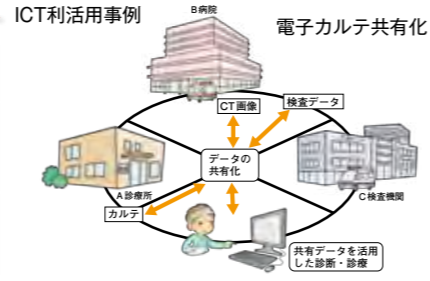 ICT利活用事例
B病院
電子カルテ共有化
CT画像
検査データ
データの
共有化
A診療所
C検査機関
カルテ
共有データを活用
した診断・診療